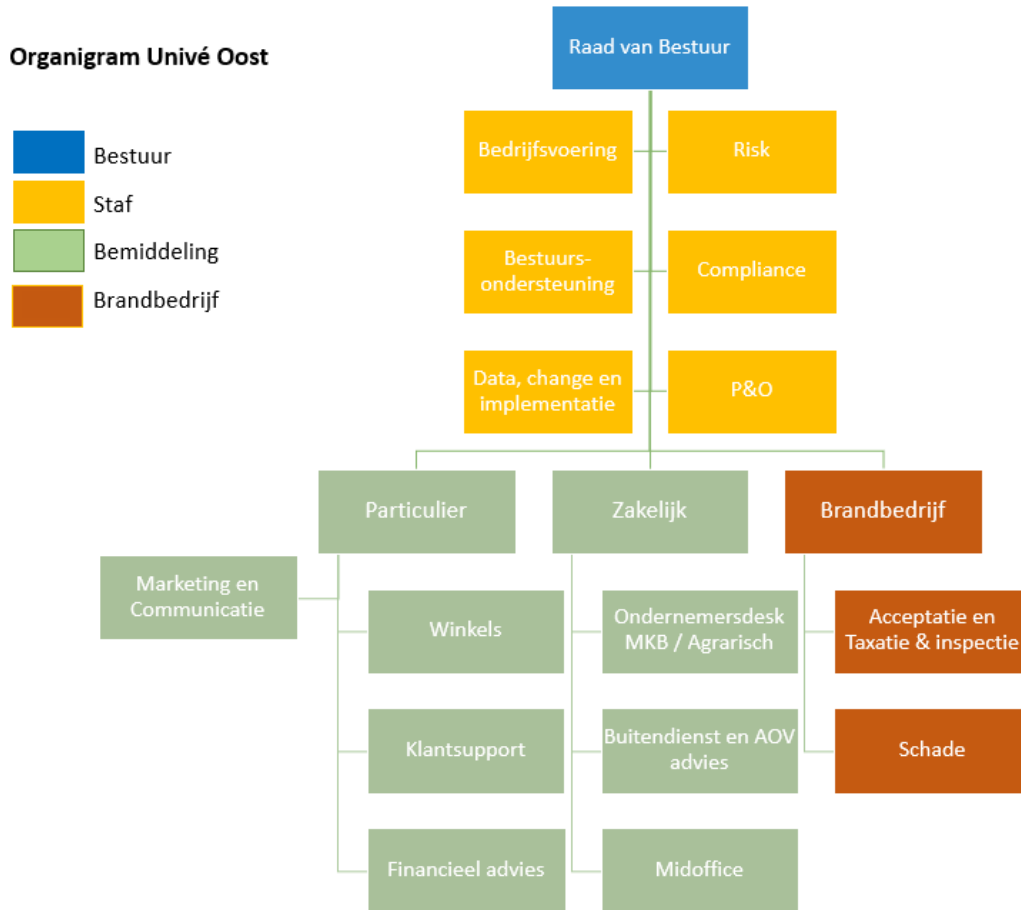 Organigram Univé Oost
Bestuur
Staf
Bemiddeling
Brandbedrijf
Raad van Bestuur
Bedrijfsvoering
Risk
Bestuurs-
ondersteuning
Compliance
Data, change en
implementatie
P&O
Particulier
Zakelijk
Brandbedrijf
Marketing en
Communicatie
Winkels
Klantsupport
Financieel advies
Ondernemersdesk
MKB / Agrarisch
Buitendienst en AOV
advies
Midoffice
Acceptatie en
Taxatie & inspectie
Schade